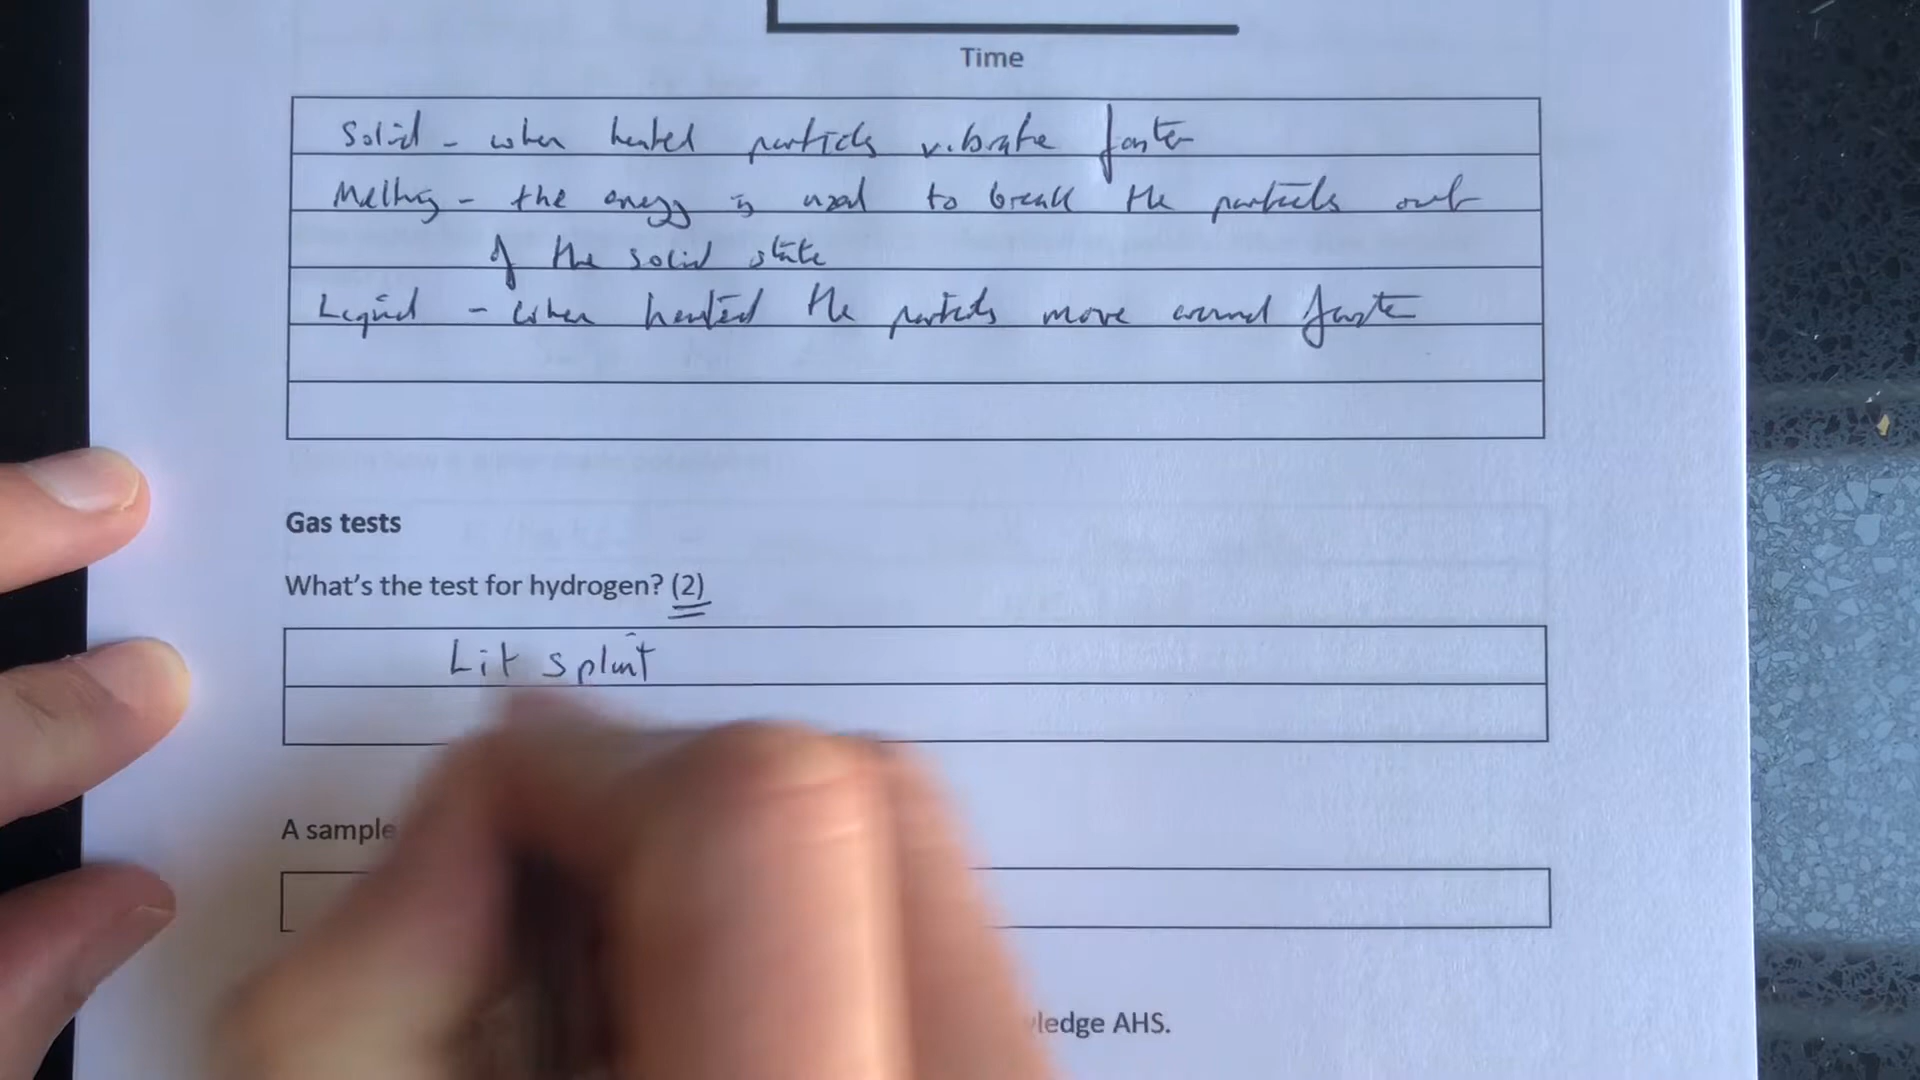 Time
Solid - when heated particles vibrate faster
Melting - the energy is used to break the particles out
of the solid state
Liquid - when heated the particles move around faster
Gas tests
What's the test for hydrogen? (2)
Lit splint
A sample
ledge AHS.